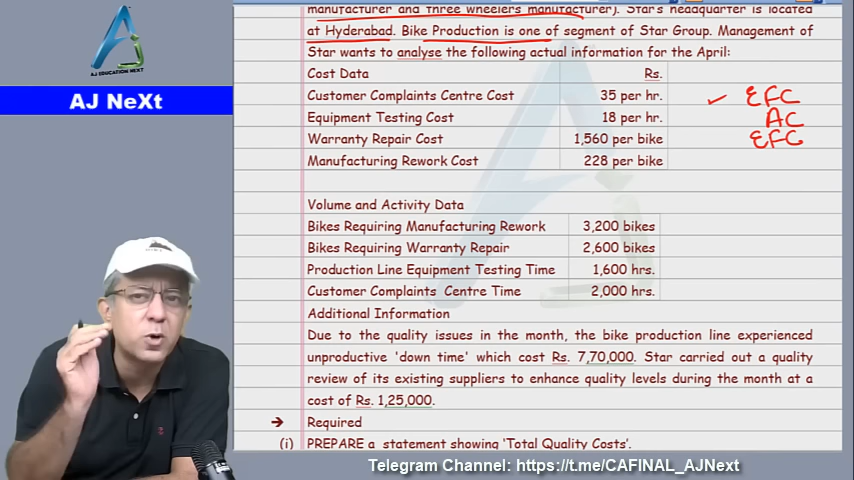 manufacturer and three wheelers manufacturer). Star's headquarter is located
at Hyderabad. Bike Production is one of segment of Star Group. Management of
Star wants to analyse the following actual information for the April:
Cost Data Rs.
Customer Complaints Centre Cost 35 per hr. EFC
Equipment Testing Cost 18 per hr. AC
Warranty Repair Cost 1,560 per bike EFC
Manufacturing Rework Cost 228 per bike
Volume and Activity Data
Bikes Requiring Manufacturing Rework 3,200 bikes
Bikes Requiring Warranty Repair 2,600 bikes
Production Line Equipment Testing Time 1,600 hrs.
Customer Complaints Centre Time 2,000 hrs.
Additional Information
Due to the quality issues in the month, the bike production line experienced
unproductive 'down time' which cost Rs. 7,70,000. Star carried out a quality
review of its existing suppliers to enhance quality levels during the month at a
cost of Rs. 1,25,000.
Required
(i) PREPARE a statement showing 'Total Quality Costs'.
AJ EDUCATION NEXT
AJ NeXt
Telegram Channel: https://t.me/CAFINAL_AJNext